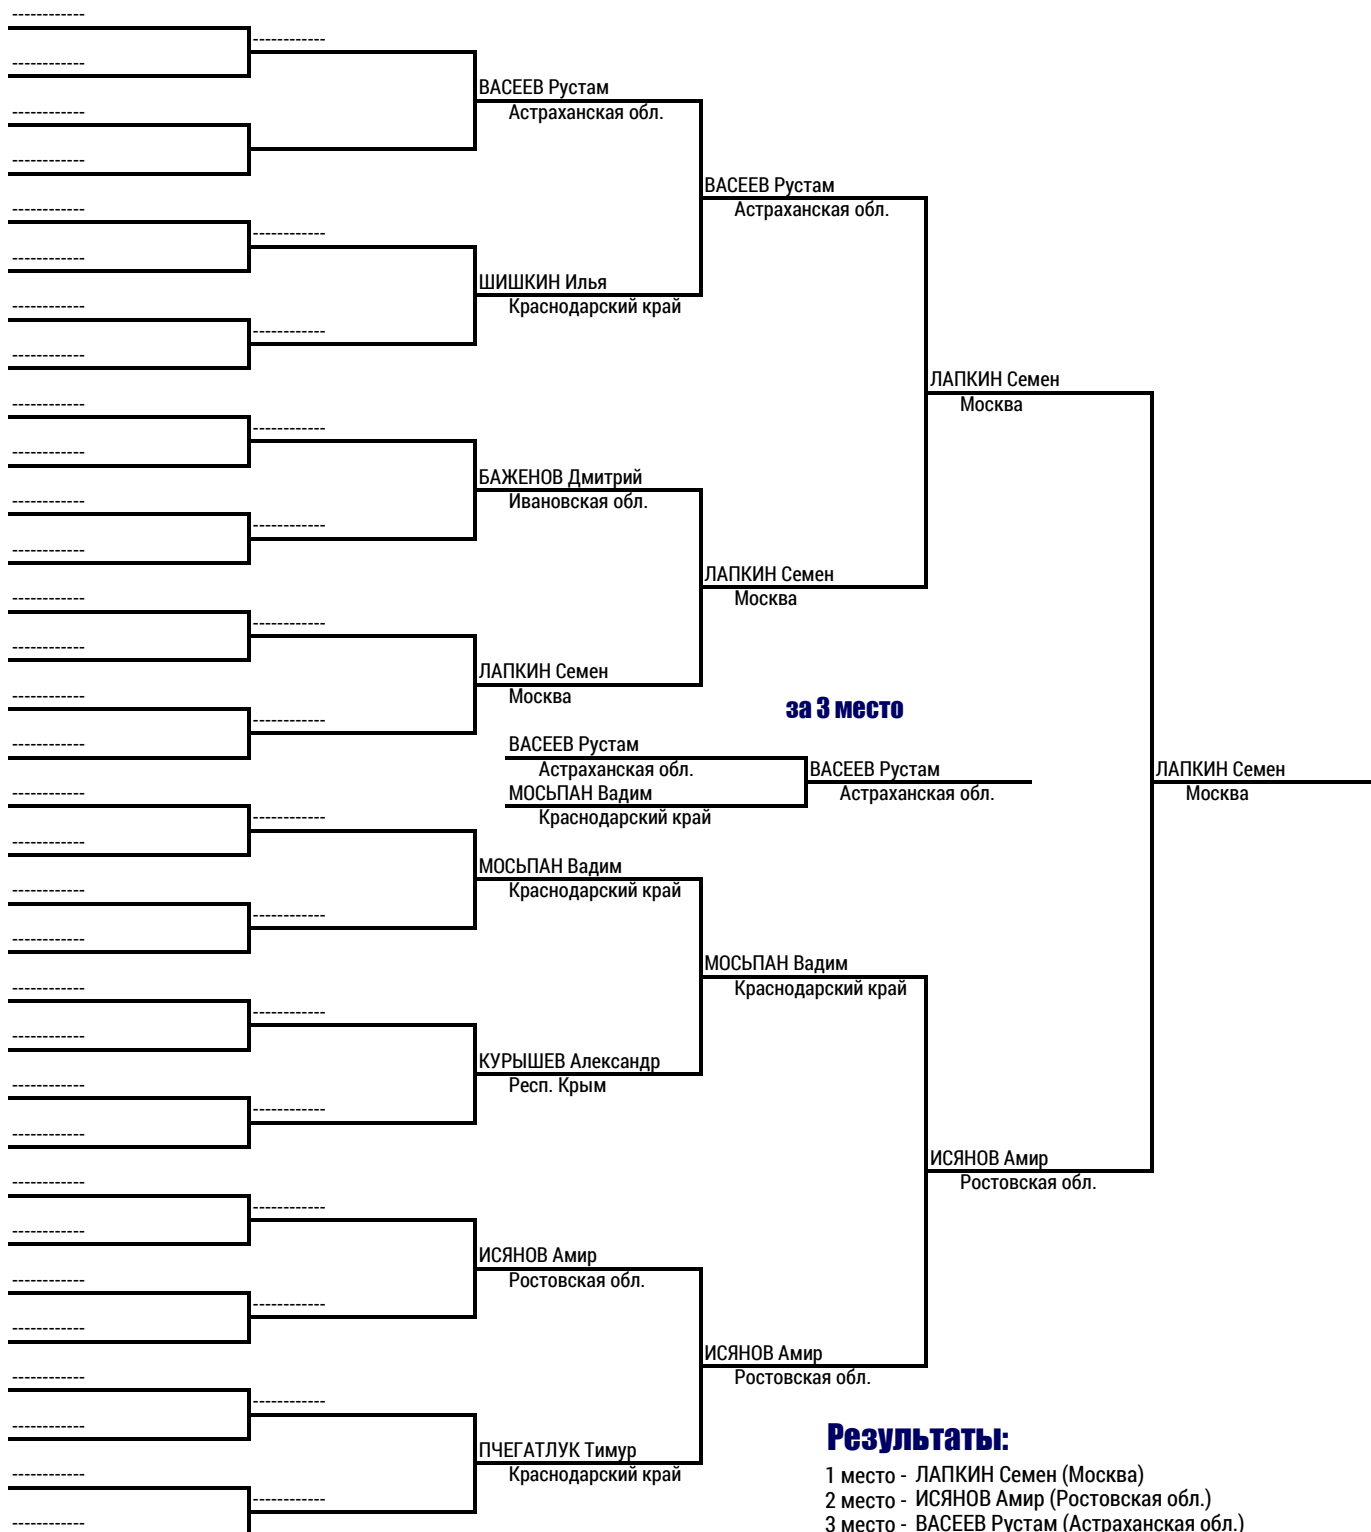 ------------
------------
------------
ВАСЕЕВ Рустам
------------
Астраханская обл.
------------
ВАСЕЕВ Рустам
------------
Астраханская обл.
------------
------------
ШИШКИН Илья
------------
Краснодарский край
------------
------------
ЛАПКИН Семен
------------
Москва
------------
------------
БАЖЕНОВ Дмитрий
------------
Ивановская обл.
------------
------------
ЛАПКИН Семен
------------
Москва
------------
------------
ЛАПКИН Семен
------------
Москва
------------
за 3 место
------------
ВАСЕЕВ Рустам
Астраханская обл.
ВАСЕЕВ Рустам
Астраханская обл.
МОСЬПАН Вадим
Краснодарский край
ЛАПКИН Семен
Москва
------------
------------
------------
МОСЬПАН Вадим
------------
Краснодарский край
------------
------------
МОСЬПАН Вадим
------------
Краснодарский край
------------
------------
КУРЫШЕВ Александр
------------
Респ. Крым
------------
------------
ИСЯНОВ Амир
------------
Ростовская обл.
------------
------------
ИСЯНОВ Амир
------------
Ростовская обл.
------------
------------
ИСЯНОВ Амир
------------
Ростовская обл.
------------
------------
ПЧЕГАТЛУК Тимур
------------
Краснодарский край
------------
------------
Результаты:
1 место - ЛАПКИН Семен (Москва)
2 место - ИСЯНОВ Амир (Ростовская обл.)
3 место - ВАСЕЕВ Рустам (Астраханская обл.)